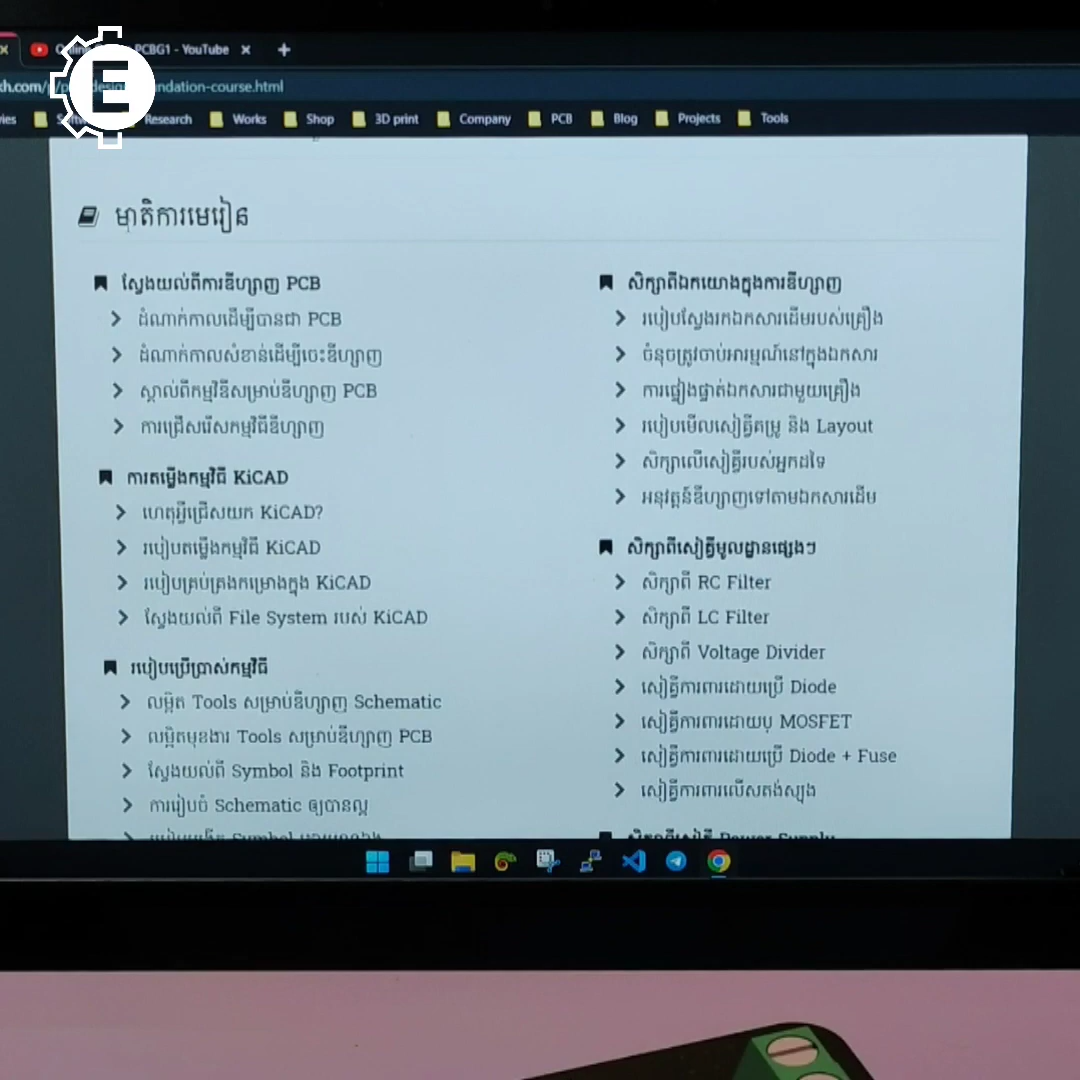 PCBG1 - YouTube
ndation-course.html
Research
Works
Shop
3D print
Company
PCB
Blog
Projects
Tools
E
មាតិការមេរៀន
ស្វែងយល់ពីការឌីហ្សាញ PCB
ដំណាក់កាលដើម្បីបានជា PCB
ដំណាក់កាលសំខាន់ដើម្បីចេះឌីហ្សាញ
ស្គាល់ពីកម្មវិធីសម្រាប់ឌីហ្សាញ PCB
ការជ្រើសរើសកម្មវិធីឌីហ្សាញ
ការតម្លើងកម្មវិធី KiCAD
ហេតុអ្វីជ្រើសយក KiCAD?
របៀបតម្លើងកម្មវិធី KiCAD
របៀបគ្រប់គ្រងកម្រោងក្នុង KiCAD
ស្វែងយល់ពី File System របស់ KiCAD
របៀបប្រើប្រាស់កម្មវិធី
លម្អិត Tools សម្រាប់ឌីហ្សាញ Schematic
លម្អិតមុខងារ Tools សម្រាប់ឌីហ្សាញ PCB
ស្វែងយល់ពី Symbol និង Footprint
ការរៀបចំ Schematic ឲ្យបានល្អ
សិក្សាពីឯកយោងក្នុងការឌីហ្សាញ
របៀបស្វែងរកឯកសារដើមរបស់គ្រឿង
ចំនុចត្រូវចាប់អារម្មណ៍នៅក្នុងឯកសារ
ការផ្ទៀងផ្ទាត់ឯកសារជាមួយគ្រឿង
របៀបមើលសៀគ្វីគម្រូ និង Layout
សិក្សាលើសៀគ្វីរបស់អ្នកដទៃ
អនុវត្តន៍ឌីហ្សាញទៅតាមឯកសារដើម
សិក្សាពីសៀគ្វីមូលដ្ឋានផ្សេងៗ
សិក្សាពី RC Filter
សិក្សាពី LC Filter
សិក្សាពី Voltage Divider
សៀគ្វីការពារដោយប្រើ Diode
សៀគ្វីការពារដោយប្ MOSFET
សៀគ្វីការពារដោយប្រើ Diode + Fuse
សៀគ្វីការពារលើសតង់ស្យុង
សិក្សាពីសៀគ្វី Power Supply